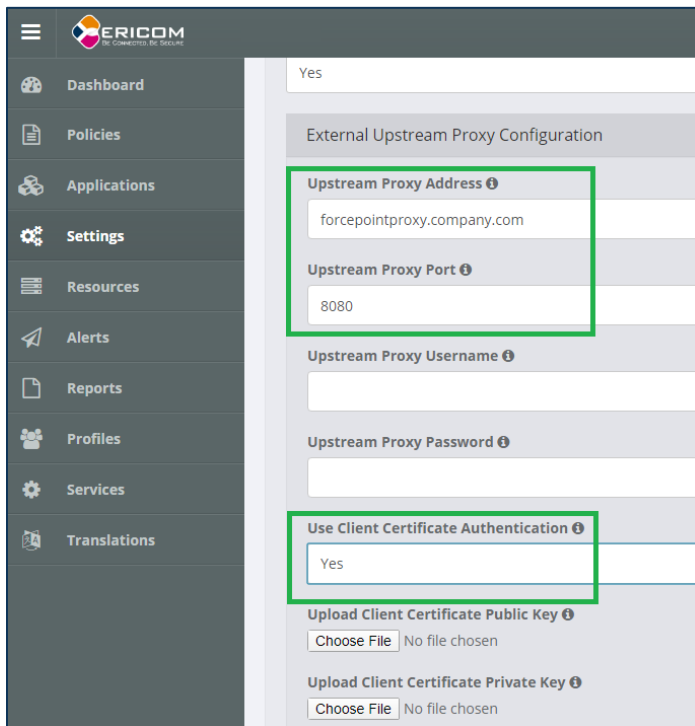 ERICOM
BE CONNECTED. BE SECURE
Dashboard
Policies
Applications
Settings
Resources
Alerts
Reports
Profiles
Services
Translations
Yes
External Upstream Proxy Configuration
Upstream Proxy Address
forcepointproxy.company.com
Upstream Proxy Port
8080
Upstream Proxy Username
Upstream Proxy Password
Use Client Certificate Authentication
Yes
Upload Client Certificate Public Key
Choose File No file chosen
Upload Client Certificate Private Key
Choose File No file chosen